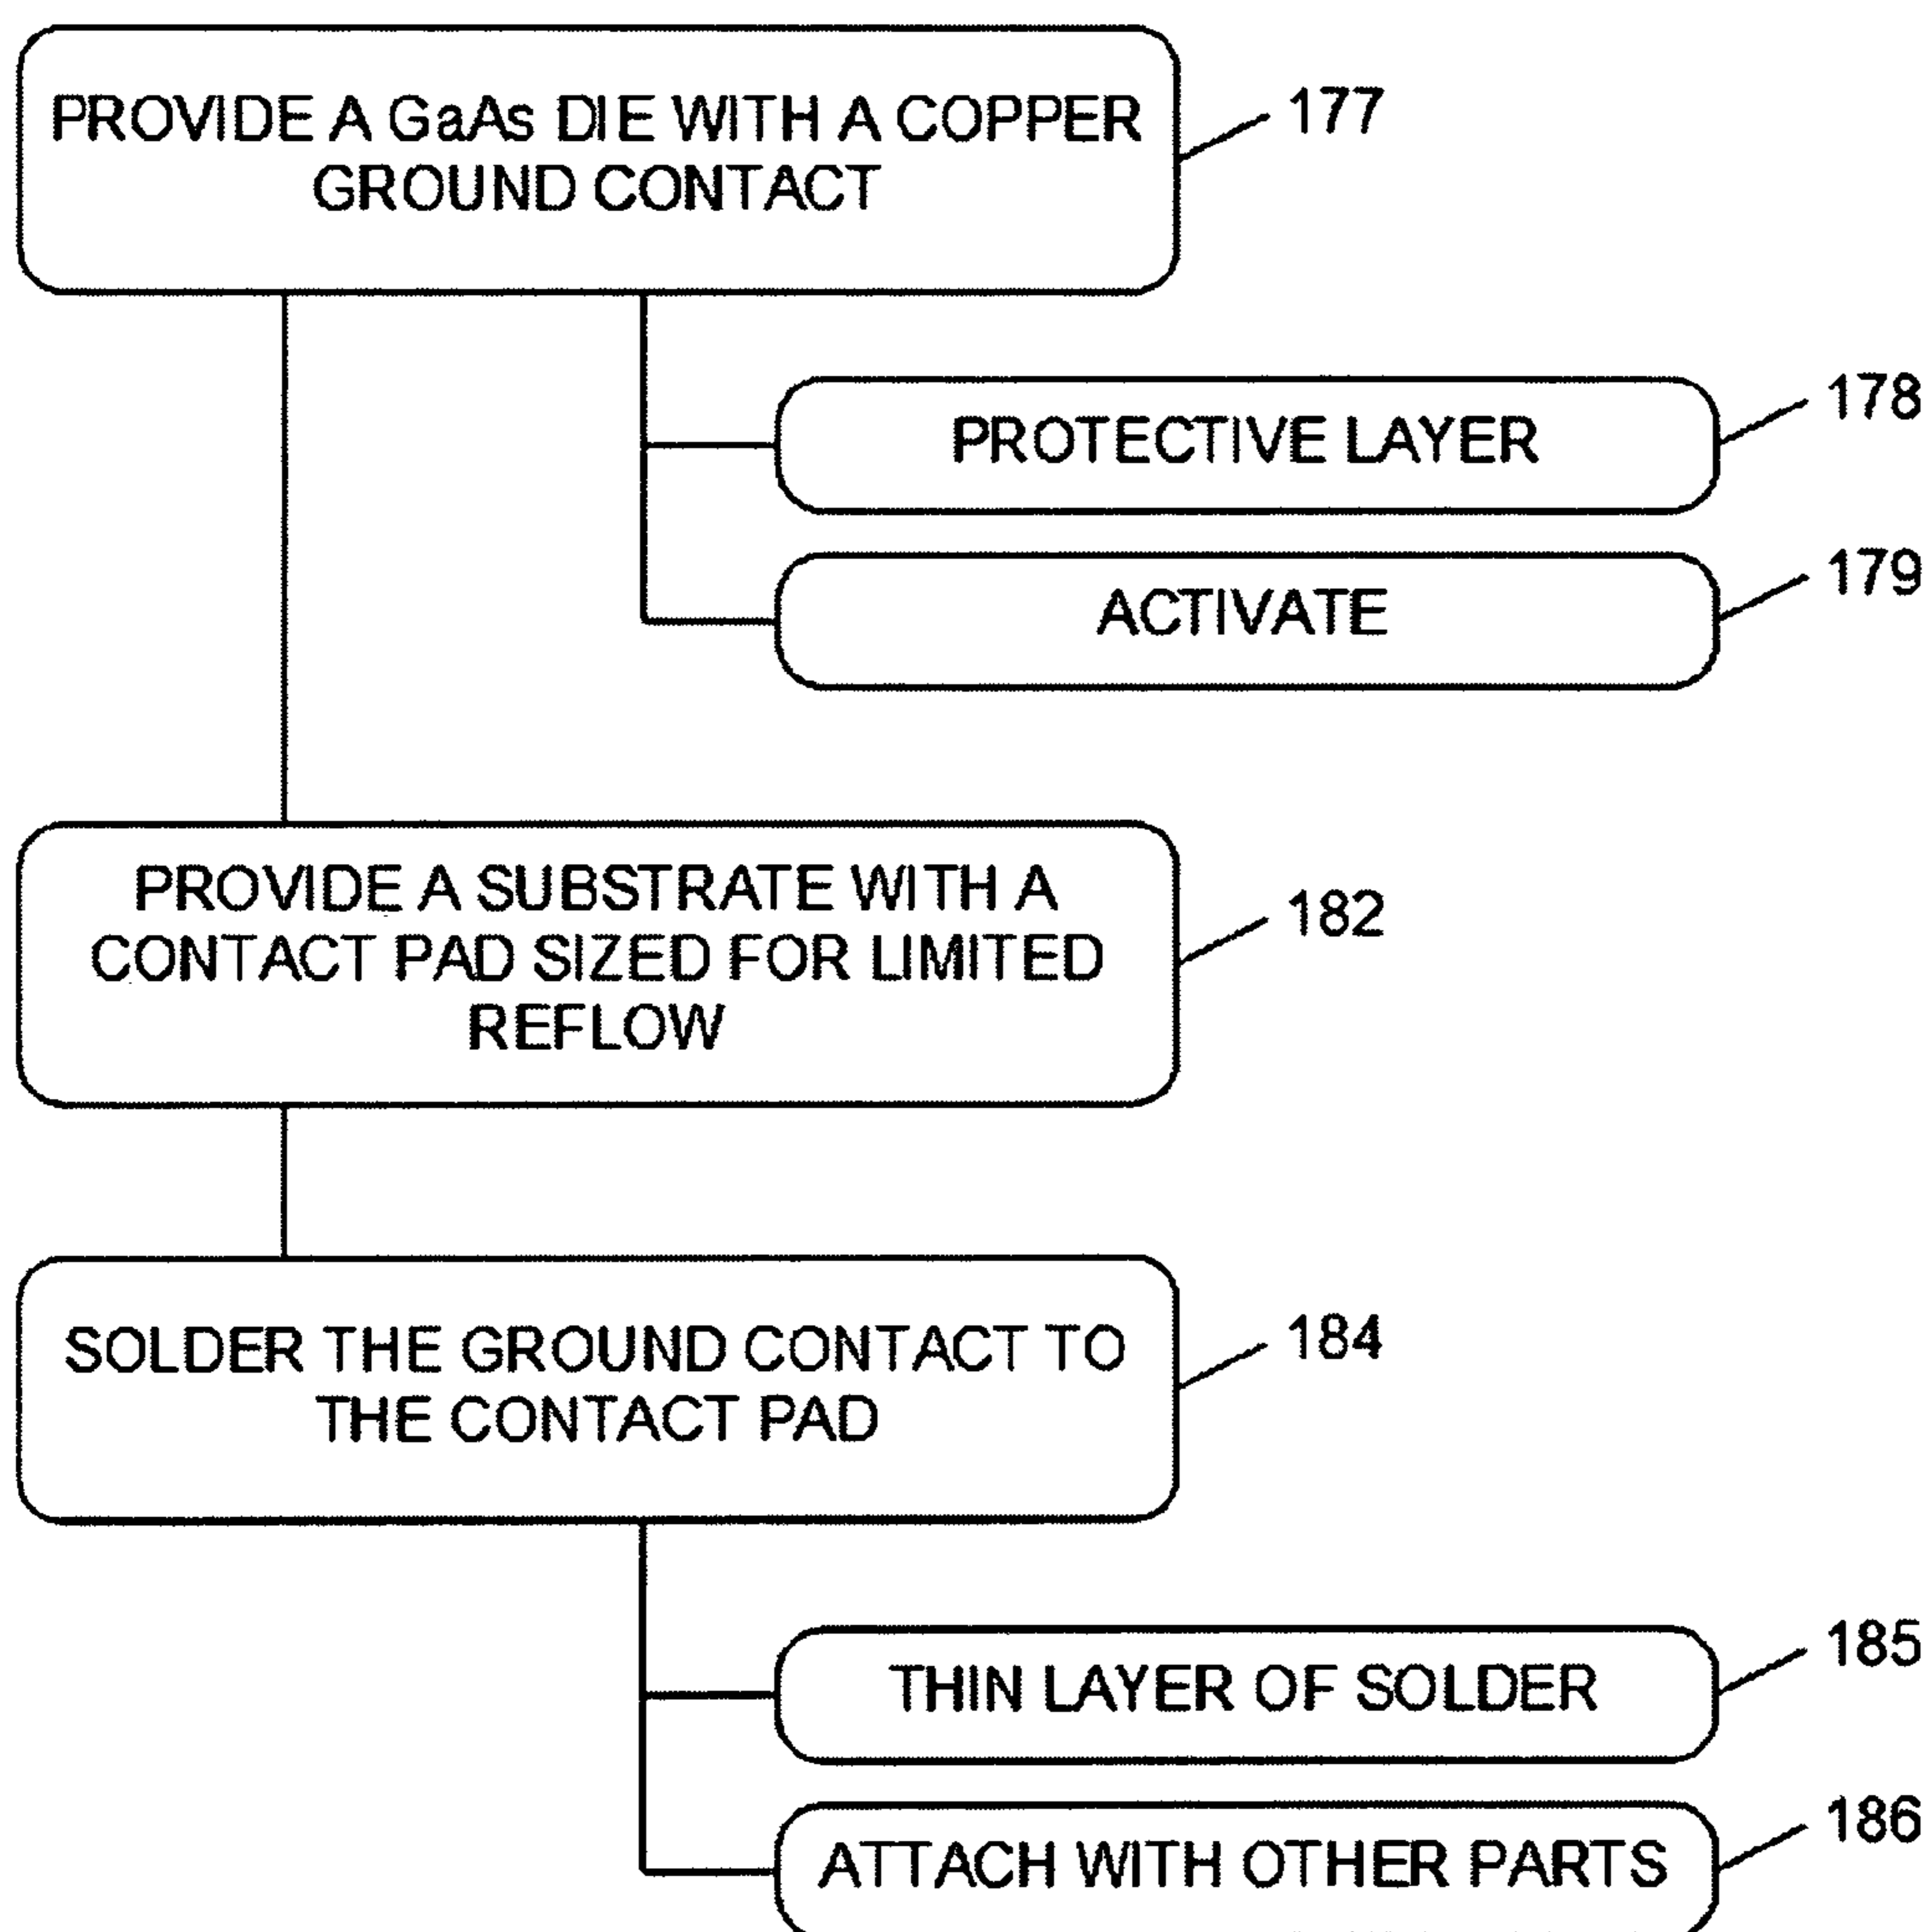 PROVIDE A GaAs DIE WITH A COPPER
GROUND CONTACT
177
PROTECTIVE LAYER
178
ACTIVATE
179
PROVIDE A SUBSTRATE WITH A
CONTACT PAD SIZED FOR LIMITED
REFLOW
182
SOLDER THE GROUND CONTACT TO
THE CONTACT PAD
184
THIN LAYER OF SOLDER
185
ATTACH WITH OTHER PARTS
186